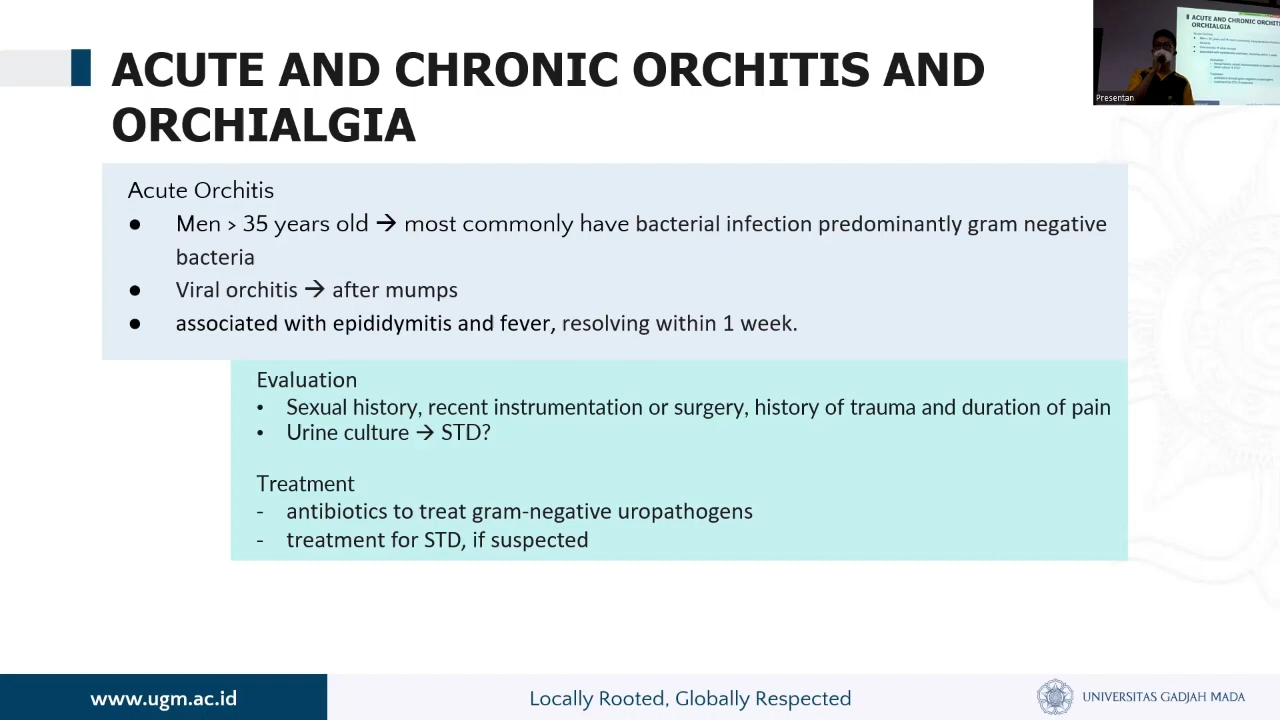 ACUTE AND CHRONIC ORCHITIS AND
ORCHIALGIA
Presentan
Acute Orchitis
● Men > 35 years old → most commonly have bacterial infection predominantly gram negative
bacteria
● Viral orchitis → after mumps
● associated with epididymitis and fever, resolving within 1 week.
Evaluation
• Sexual history, recent instrumentation or surgery, history of trauma and duration of pain
• Urine culture → STD?
Treatment
- antibiotics to treat gram-negative uropathogens
- treatment for STD, if suspected
www.ugm.ac.id
Locally Rooted, Globally Respected
UNIVERSITAS GADJAH MADA